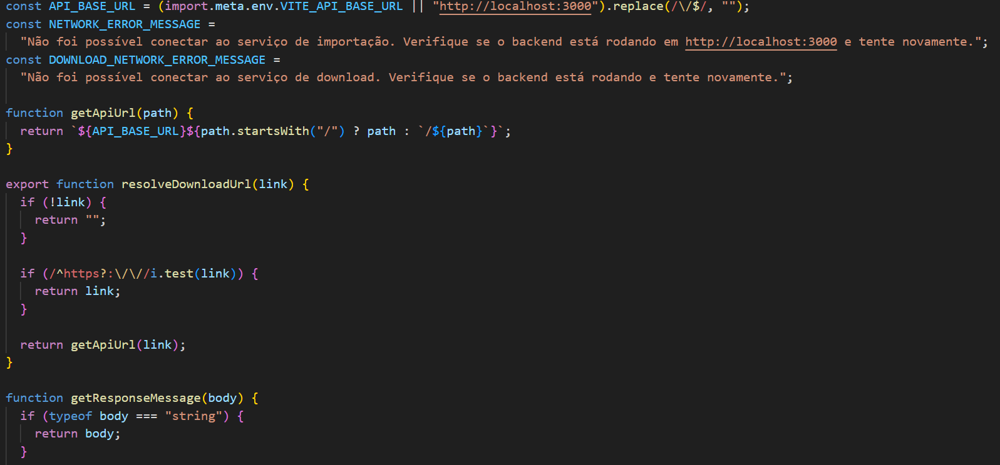 const API_BASE_URL = (import.meta.env.VITE_API_BASE_URL || "http://localhost:3000").replace(/\/$/, "");
const NETWORK_ERROR_MESSAGE =
  "Não foi possível conectar ao serviço de importação. Verifique se o backend está rodando em http://localhost:3000 e tente novamente.";
const DOWNLOAD_NETWORK_ERROR_MESSAGE =
  "Não foi possível conectar ao serviço de download. Verifique se o backend está rodando e tente novamente.";

function getApiUrl(path) {
  return `${API_BASE_URL}${path.startsWith("/") ? path : `/${path}`}`;
}

export function resolveDownloadUrl(link) {
  if (!link) {
    return "";
  }

  if (/^https?:\/\//i.test(link)) {
    return link;
  }

  return getApiUrl(link);
}

function getResponseMessage(body) {
  if (typeof body === "string") {
    return body;
  }